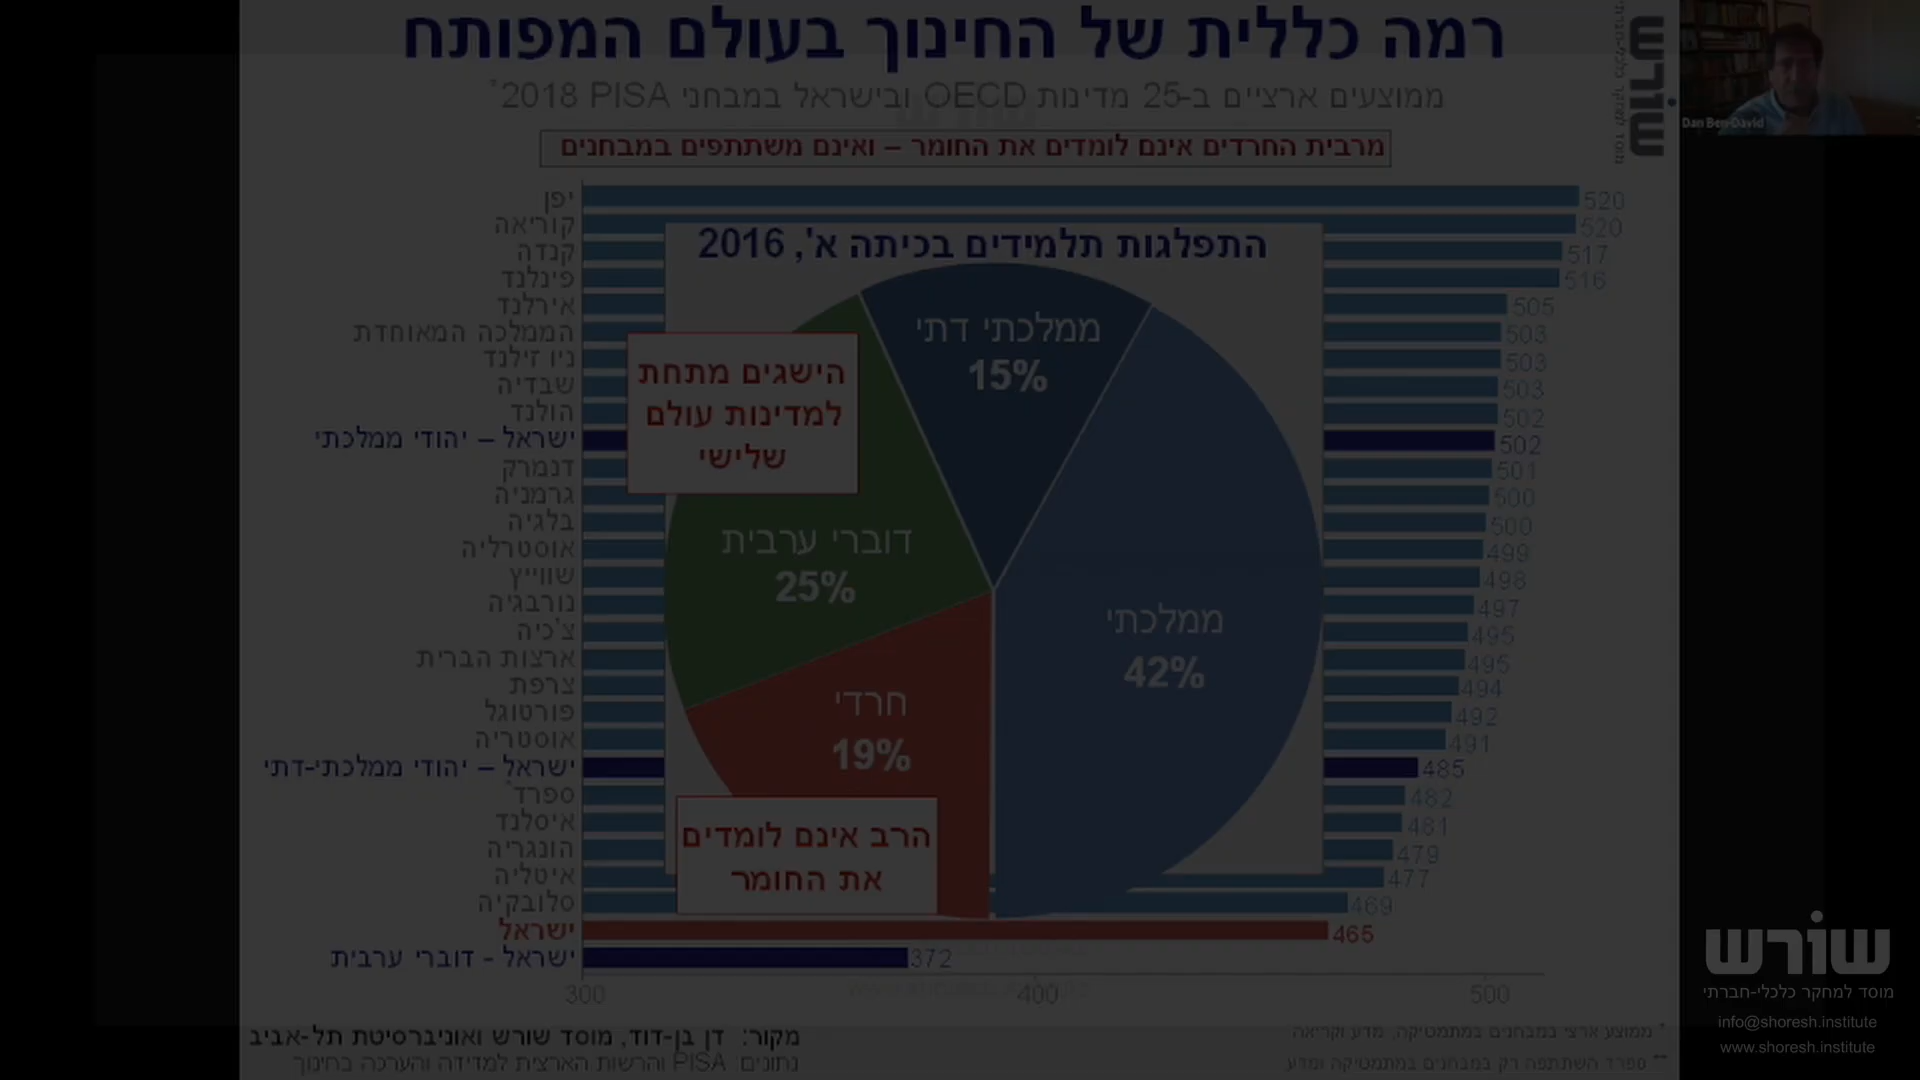 רמה כללית של החינוך בעולם המפותח
ממוצעים ארציים ב-25 מדינות OECD ובישראל במבחני PISA 2018*
מרבית החרדים אינם לומדים את החומר – ואינם משתתפים במבחנים
יפן 520
קוריאה 520
קנדה 517
פינלנד 516
אירלנד 505
הממלכה המאוחדת 503
ניו זילנד 503
שבדיה 503
הולנד 502
ישראל – יהודי ממלכתי 502
דנמרק 501
גרמניה 500
בלגיה 500
אוסטרליה 499
שווייץ 498
נורבגיה 497
צ'כיה 495
ארצות הברית 495
צרפת 494
פורטוגל 492
אוסטריה 491
ישראל – יהודי ממלכתי-דתי 485
ספרד 482
איסלנד 481
הונגריה 479
איטליה 477
סלובקיה 469
ישראל 465
ישראל - דוברי ערבית 372
300 400 500
התפלגות תלמידים בכיתה א', 2016
ממלכתי דתי
15%
הישגים מתחת
למדינות עולם
שלישי
דוברי ערבית
25%
ממלכתי
42%
חרדי
19%
הרב אינם לומדים
את החומר
* ממוצע ארצי במבחנים במתמטיקה, מדע וקריאה
** ספרד השתתפה רק במבחנים במתמטיקה ומדע
מקור: דן בן-דוד, מוסד שורש ואוניברסיטת תל-אביב
נתונים: PISA והרשות הארצית למדידה והערכה בחינוך
שורש
Dan Ben-David
שורש
מוסד למחקר כלכלי-חברתי
info@shoresh.institute
www.shoresh.institute